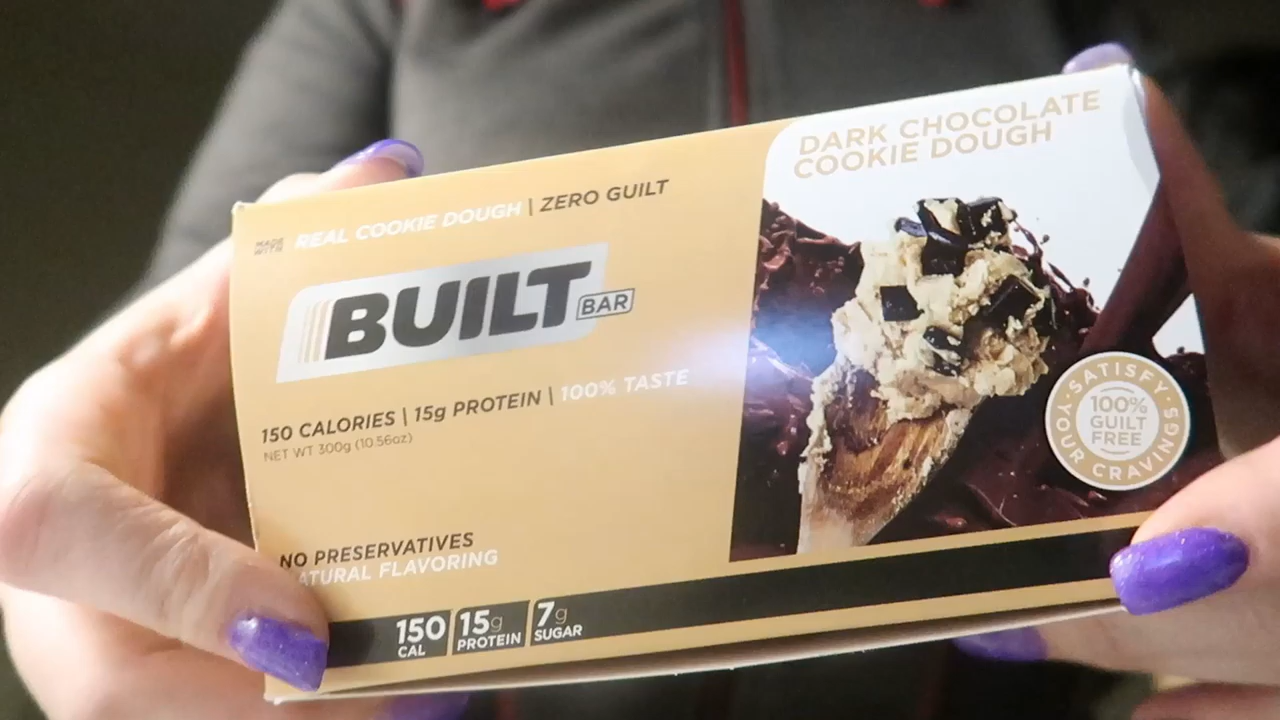 DARK CHOCOLATE
COOKIE DOUGH
MADE WITH REAL COOKIE DOUGH | ZERO GUILT
BUILT BAR
150 CALORIES | 15g PROTEIN | 100% TASTE
NET WT 300g (10.56oz)
SATISFY · YOUR CRAVINGS ·
100%
GUILT
FREE
NO PRESERVATIVES
ATURAL FLAVORING
150 CAL
15g PROTEIN
7g SUGAR